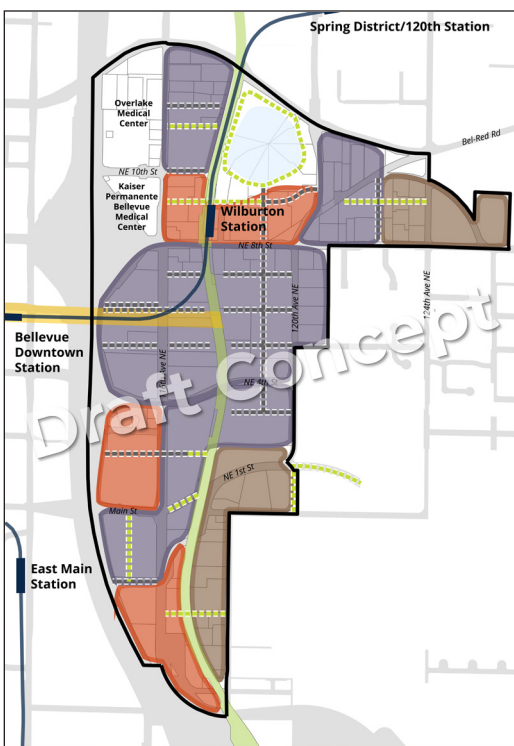 Spring District/120th Station
Overlake
Medical
Center
Bel-Red Rd
NE 10th St
Kaiser
Permanente
Bellevue
Medical
Center
Wilburton
Station
NE 8th St
120th Ave NE
124th Ave NE
Bellevue
Downtown
Station
NE 4th St
Draft Concept
NE 1st St
Main St
East Main
Station